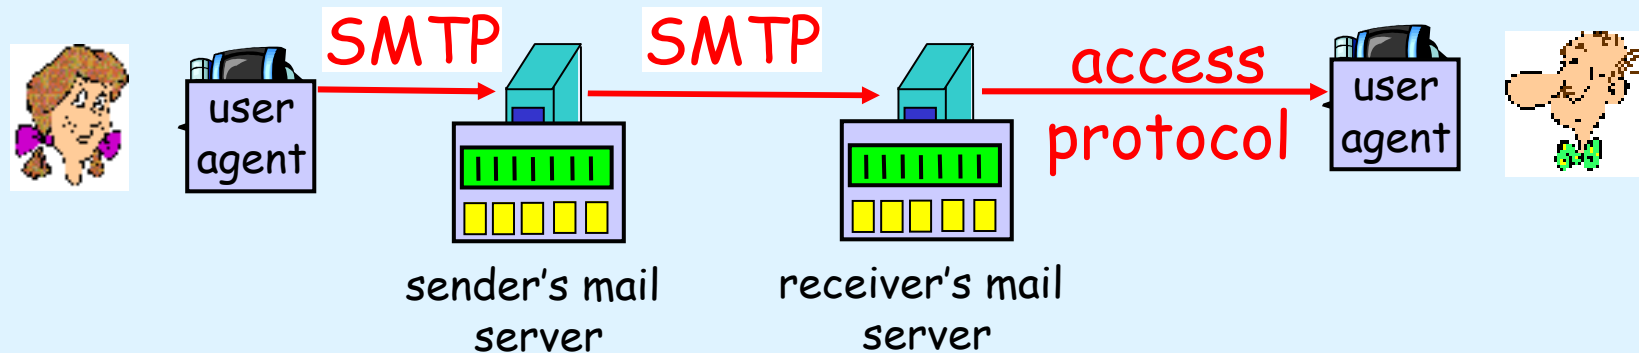 SMTP
SMTP
access
protocol
user
agent
user
agent
sender's mail
server
receiver's mail
server